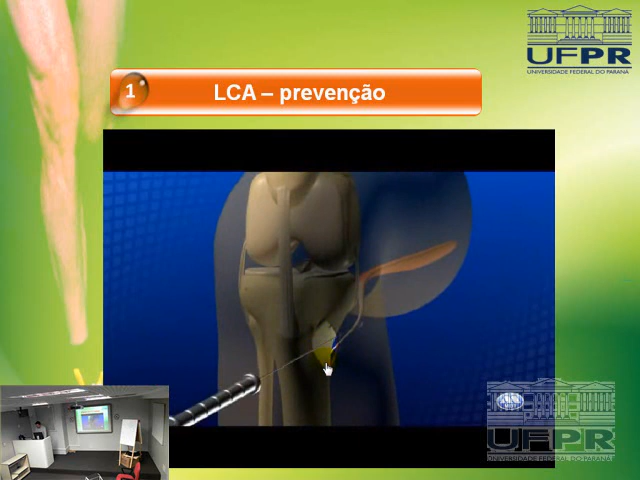 UFPR
UNIVERSIDADE FEDERAL DO PARANÁ
1
LCA – prevenção
UFPR
UNIVERSIDADE FEDERAL DO PARANÁ